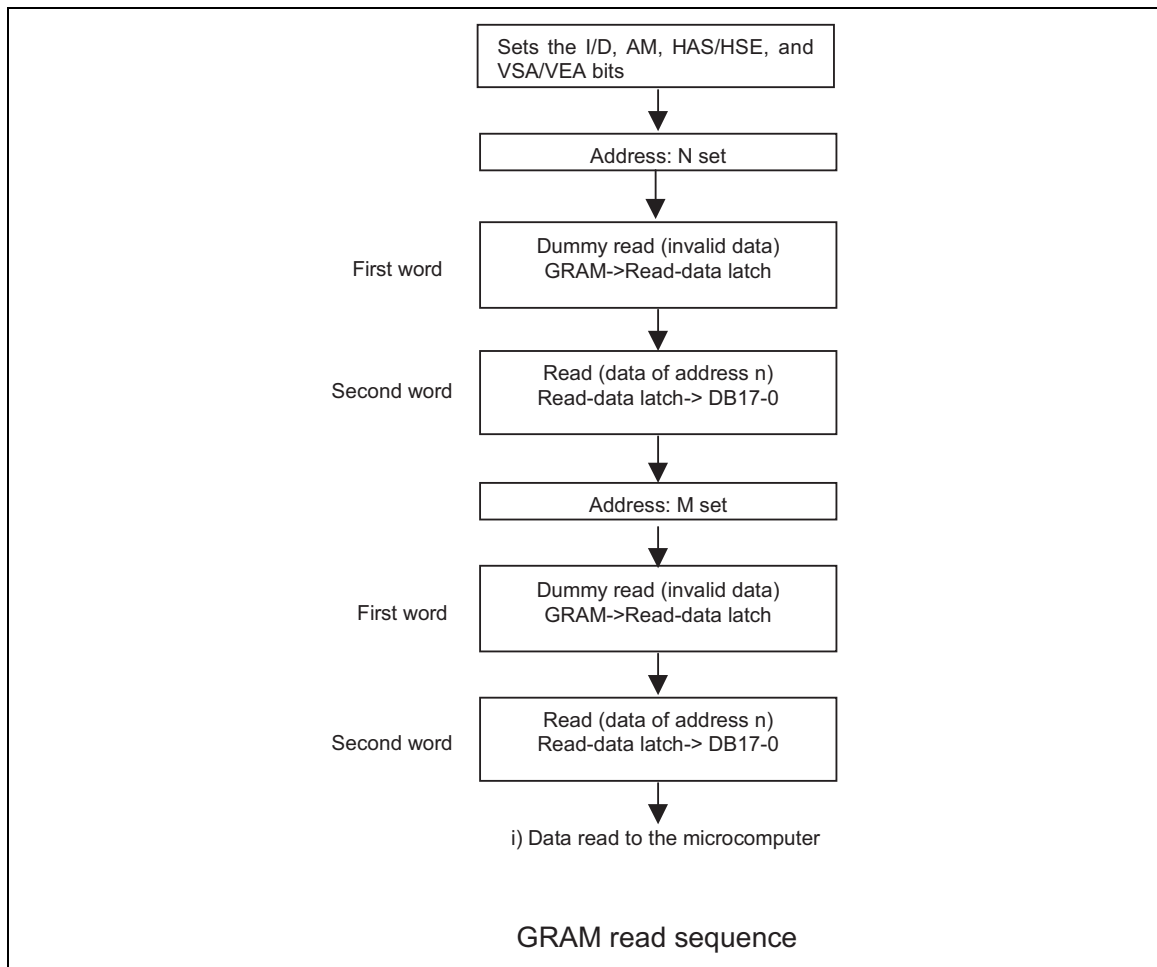 Sets the I/D, AM, HAS/HSE, and
VSA/VEA bits
Address: N set
First word
Dummy read (invalid data)
GRAM->Read-data latch
Second word
Read (data of address n)
Read-data latch-> DB17-0
Address: M set
First word
Dummy read (invalid data)
GRAM->Read-data latch
Second word
Read (data of address n)
Read-data latch-> DB17-0
i) Data read to the microcomputer
GRAM read sequence